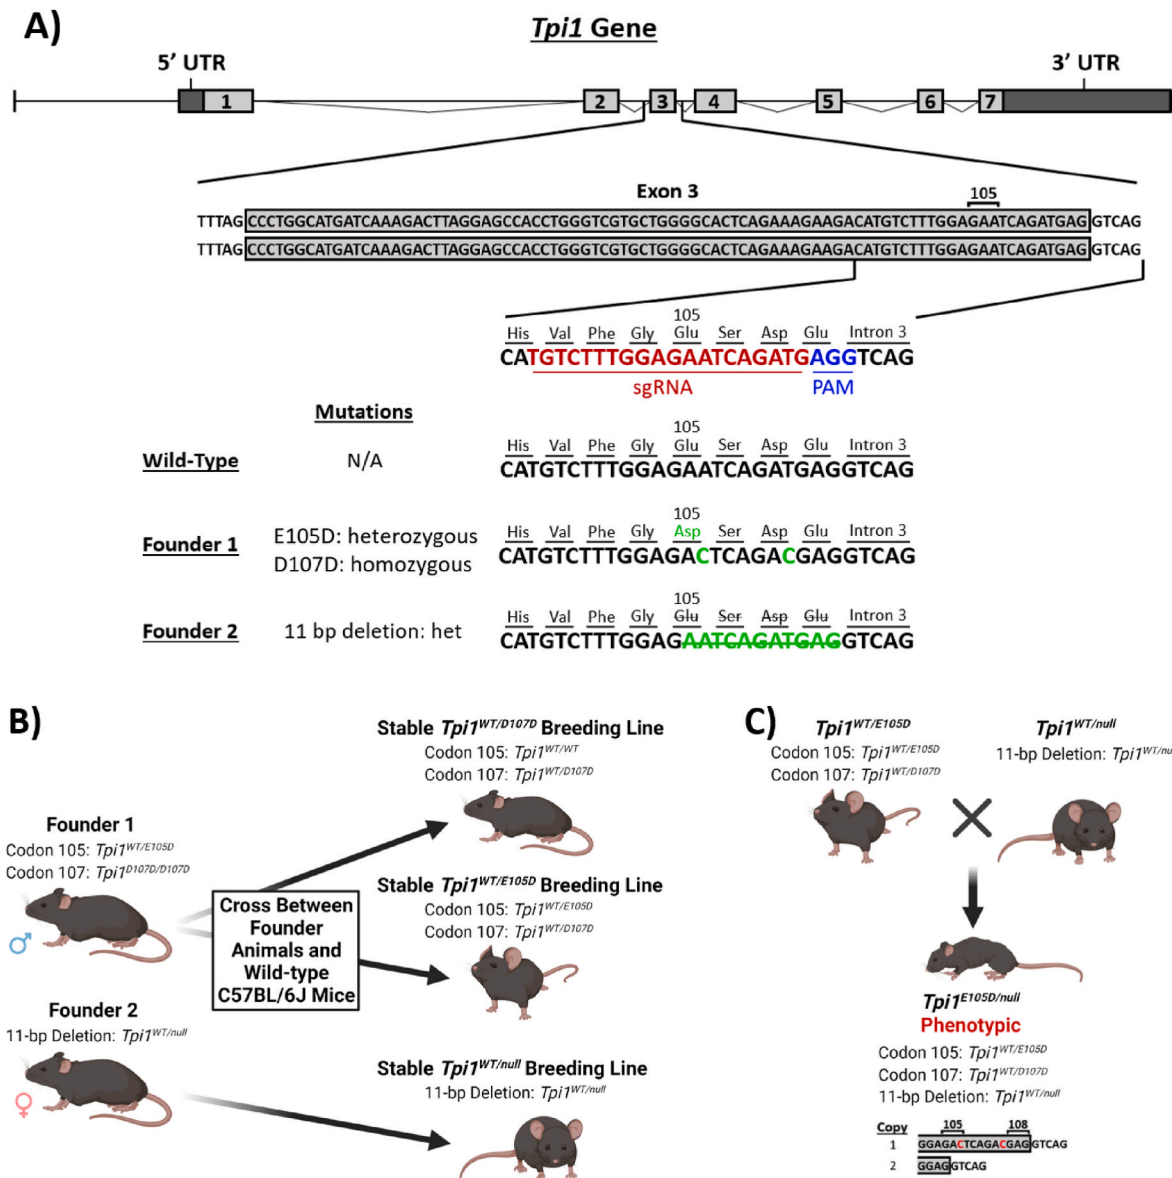 A)
Tpi1 Gene
5’ UTR
3’ UTR
1
2
3
4
5
6
7
Exon 3
105
TTTAG CCCTGGCATGATCAAAGACTTAGGAGCCACCTGGGTCGTGCTGGGGCACTCAGAAAGAAGACATGTCTTTGGAGAATCAGATGAG GTCAG
TTTAG CCCTGGCATGATCAAAGACTTAGGAGCCACCTGGGTCGTGCTGGGGCACTCAGAAAGAAGACATGTCTTTGGAGAATCAGATGAG GTCAG
105
His Val Phe Gly Glu Ser Asp Glu Intron 3
CATGTCTTTGGAGAATCAGATGAGGTCAG
sgRNA PAM
Mutations
105
His Val Phe Gly Glu Ser Asp Glu Intron 3
Wild-Type N/A CATGTCTTTGGAGAATCAGATGAGGTCAG
105
His Val Phe Gly Asp Ser Asp Glu Intron 3
Founder 1
E105D: heterozygous
D107D: homozygous
CATGTCTTTGGAGACTCAGACGAGGTCAG
105
His Val Phe Gly Glu Ser Asp Glu Intron 3
Founder 2 11 bp deletion: het CATGTCTTTGGAGAATCAGATGAGGTCAG
B)
Stable Tpi1WT/D107D Breeding Line
Codon 105: Tpi1WT/WT
Codon 107: Tpi1WT/D107D
Founder 1
Codon 105: Tpi1WT/E105D
Codon 107: Tpi1D107D/D107D
Cross Between
Founder
Animals and
Wild-type
C57BL/6J Mice
Stable Tpi1WT/E105D Breeding Line
Codon 105: Tpi1WT/E105D
Codon 107: Tpi1WT/D107D
Founder 2
11-bp Deletion: Tpi1WT/null
Stable Tpi1WT/null Breeding Line
11-bp Deletion: Tpi1WT/null
C)
Tpi1WT/E105D
Codon 105: Tpi1WT/E105D
Codon 107: Tpi1WT/D107D
Tpi1WT/null
11-bp Deletion: Tpi1WT/nu
Tpi1E105D/null
Phenotypic
Codon 105: Tpi1WT/E105D
Codon 107: Tpi1WT/D107D
11-bp Deletion: Tpi1WT/null
Copy 105 108
1 GGAGACTCAGACGAG GTCAG
2 GGAG GTCAG